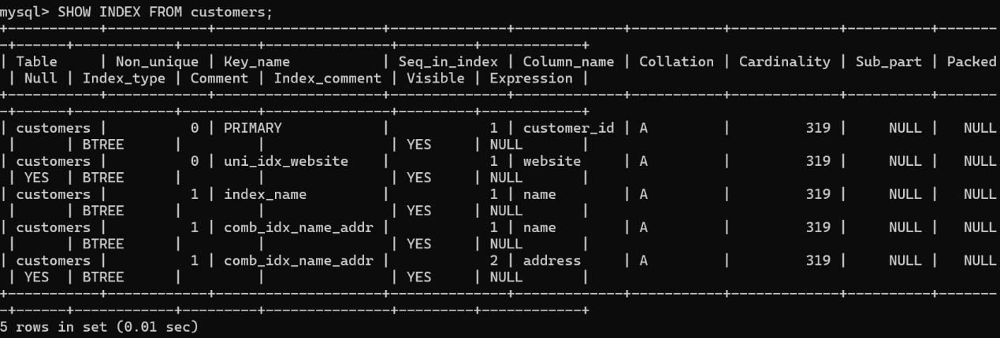 mysql> SHOW INDEX FROM customers;
+-----------+------------+--------------------+--------------+-------------+-----------+-------------+----------+-------
-+------+------------+---------+---------------+---------+------------+
| Table     | Non_unique | Key_name           | Seq_in_index | Column_name | Collation | Cardinality | Sub_part | Packed
 | Null | Index_type | Comment | Index_comment | Visible | Expression |
+-----------+------------+--------------------+--------------+-------------+-----------+-------------+----------+-------
-+------+------------+---------+---------------+---------+------------+
| customers |          0 | PRIMARY            |            1 | customer_id | A         |         319 |     NULL |   NULL
 |      | BTREE      |         |               | YES     | NULL       |
| customers |          0 | uni_idx_website    |            1 | website     | A         |         319 |     NULL |   NULL
 | YES  | BTREE      |         |               | YES     | NULL       |
| customers |          1 | index_name         |            1 | name        | A         |         319 |     NULL |   NULL
 |      | BTREE      |         |               | YES     | NULL       |
| customers |          1 | comb_idx_name_addr |            1 | name        | A         |         319 |     NULL |   NULL
 |      | BTREE      |         |               | YES     | NULL       |
| customers |          1 | comb_idx_name_addr |            2 | address     | A         |         319 |     NULL |   NULL
 | YES  | BTREE      |         |               | YES     | NULL       |
+-----------+------------+--------------------+--------------+-------------+-----------+-------------+----------+-------
-+------+------------+---------+---------------+---------+------------+
5 rows in set (0.01 sec)